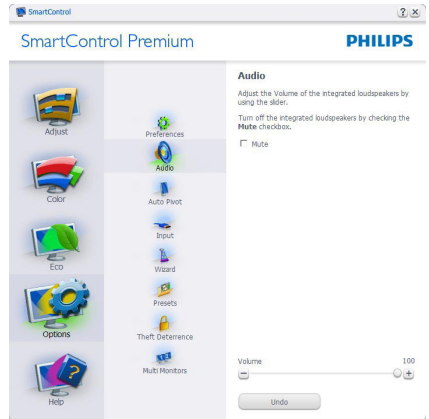 SmartControl
SmartControl Premium
PHILIPS
Adjust
Color
Eco
Options
Help
Preferences
Audio
Auto Pivot
Input
Wizard
Presets
Theft Deterrence
Multi Monitors
Audio
Adjust the Volume of the integrated loudspeakers by
using the slider.
Turn off the integrated loudspeakers by checking the
Mute checkbox.
Mute
Volume 100
Undo